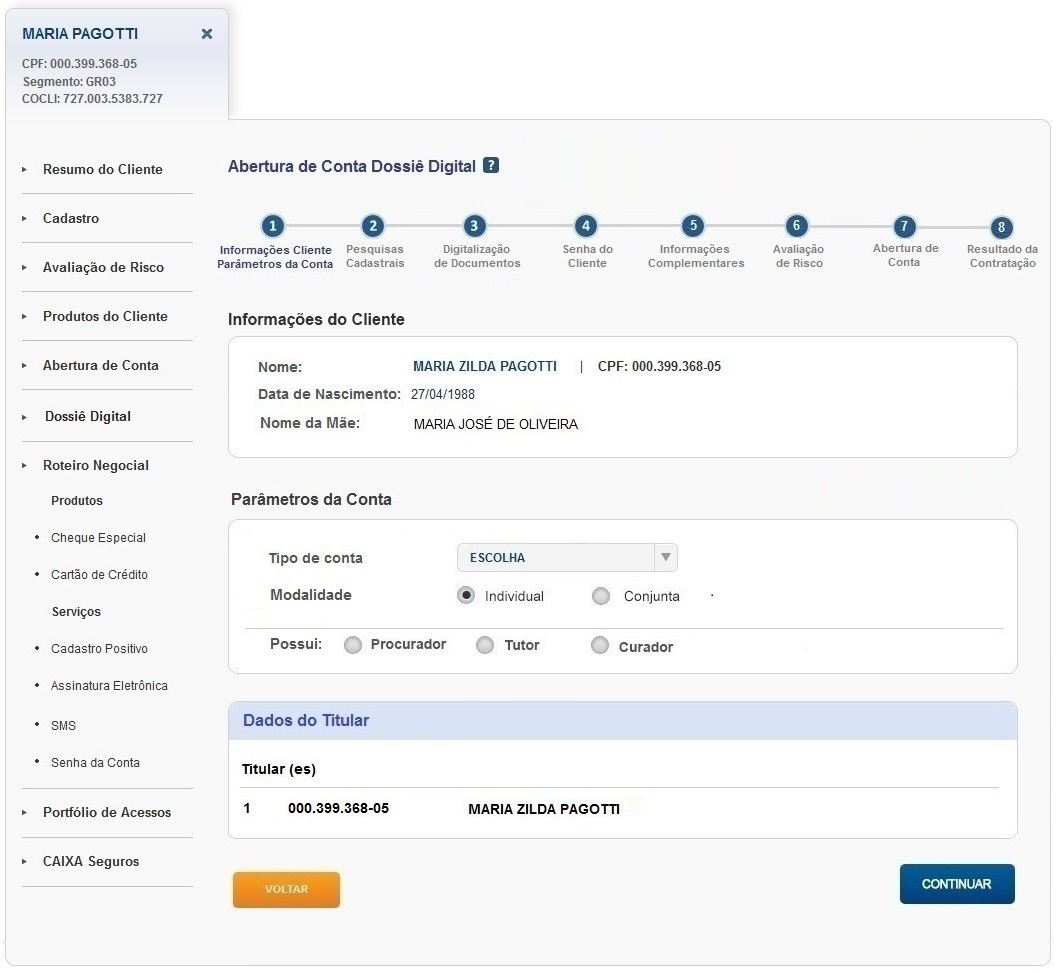 MARIA PAGOTTI
CPF: 000.399.368-05
Segmento: GR03
COCLI: 727.003.5383.727
Resumo do Cliente
Cadastro
Avaliação de Risco
Produtos do Cliente
Abertura de Conta
Dossiê Digital
Roteiro Negocial
Produtos
• Cheque Especial
• Cartão de Crédito
Serviços
• Cadastro Positivo
• Assinatura Eletrônica
• SMS
• Senha da Conta
Portfólio de Acessos
CAIXA Seguros
Abertura de Conta Dossiê Digital ?
1 2 3 4 5 6 7 8
Informações Cliente
Parâmetros da Conta
Pesquisas
Cadastrais
Digitalização
de Documentos
Senha do
Cliente
Informações
Complementares
Avaliação
de Risco
Abertura de
Conta
Resultado da
Contratação
Informações do Cliente
Nome: MARIA ZILDA PAGOTTI | CPF: 000.399.368-05
Data de Nascimento: 27/04/1988
Nome da Mãe: MARIA JOSÉ DE OLIVEIRA
Parâmetros da Conta
Tipo de conta ESCOLHA
Modalidade Individual Conjunta
Possui: Procurador Tutor Curador
Dados do Titular
Titular (es)
1 000.399.368-05 MARIA ZILDA PAGOTTI
VOLTAR CONTINUAR